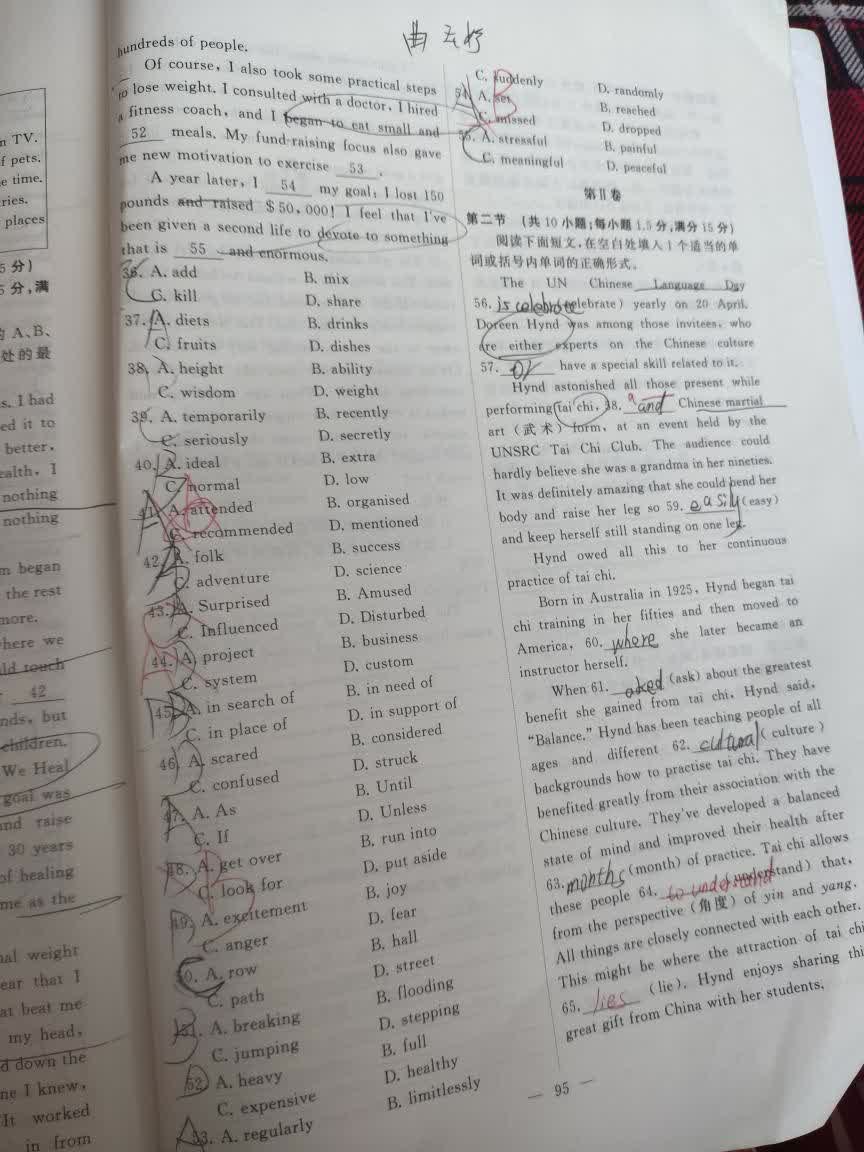 曲
n TV.
f pets.
e time.
ries.
places
5 分)
5 分,满
的 A、B、
处的最
s. I had
ed it to
better,
ealth, I
nothing
nothing
m began
the rest
more.
where we
ld touch
42
nds, but
children.
We Heal
goal was
and raise
30 years
of healing
me as the
nal weight
ear that I
at beat me
my head,
d down the
ne I knew,
It worked
in from
hundreds of people.
Of course, I also took some practical steps
to lose weight. I consulted with a doctor, I hired
a fitness coach, and I began to eat small and
52 meals. My fund-raising focus also gave
me new motivation to exercise 53 .
A year later, I 54 my goal: I lost 150
pounds and raised $50,000! I feel that I've
been given a second life to devote to something
that is 55 and enormous.
36. A. add B. mix
C. kill D. share
37. A. diets B. drinks
C. fruits D. dishes
38. A. height B. ability
C. wisdom D. weight
39. A. temporarily B. recently
C. seriously D. secretly
40. A. ideal B. extra
C. normal D. low
41. A. attended B. organised
C. recommended D. mentioned
42. A. folk B. success
C. adventure D. science
43. A. Surprised B. Amused
C. Influenced D. Disturbed
44. A. project B. business
C. system D. custom
45. A. in search of B. in need of
C. in place of D. in support of
46. A. scared B. considered
C. confused D. struck
47. A. As B. Until
C. If D. Unless
48. A. get over B. run into
C. look for D. put aside
49. A. excitement B. joy
C. anger D. fear
50. A. row B. hall
C. path D. street
51. A. breaking B. flooding
C. jumping D. stepping
52. A. heavy B. full
C. expensive D. healthy
53. A. regularly B. limitlessly
C. suddenly D. randomly
54. A. set B. reached
C. missed D. dropped
55. A. stressful B. painful
C. meaningful D. peaceful
第Ⅱ卷
第二节 (共 10 小题;每小题 1.5 分,满分 15 分)
阅读下面短文,在空白处填入 1 个适当的单
词或括号内单词的正确形式。
The UN Chinese Language Day
56. is celebrate (celebrate) yearly on 20 April.
Doreen Hynd was among those invitees, who
are either experts on the Chinese culture
57. or have a special skill related to it.
Hynd astonished all those present while
performing tai chi, 58. and a Chinese martial
art (武术) form, at an event held by the
UNSRC Tai Chi Club. The audience could
hardly believe she was a grandma in her nineties.
It was definitely amazing that she could bend her
body and raise her leg so 59. easily (easy)
and keep herself still standing on one leg.
Hynd owed all this to her continuous
practice of tai chi.
Born in Australia in 1925, Hynd began tai
chi training in her fifties and then moved to
America, 60. where she later became an
instructor herself.
When 61. aked (ask) about the greatest
benefit she gained from tai chi, Hynd said,
"Balance." Hynd has been teaching people of all
ages and different 62. cultural (culture)
backgrounds how to practise tai chi. They have
benefited greatly from their association with the
Chinese culture. They've developed a balanced
state of mind and improved their health after
63. months (month) of practice. Tai chi allows
these people 64. to understand (understand) that,
from the perspective (角度) of yin and yang.
All things are closely connected with each other.
This might be where the attraction of tai chi
65. lies (lie). Hynd enjoys sharing thi
great gift from China with her students.
— 95 —